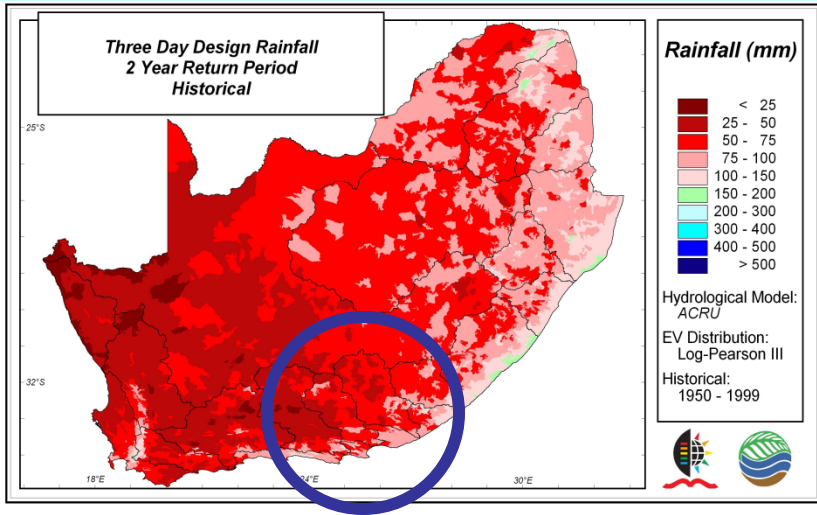 Three Day Design Rainfall
2 Year Return Period
Historical
Rainfall (mm)
< 25
25 - 50
50 - 75
75 - 100
100 - 150
150 - 200
200 - 300
300 - 400
400 - 500
> 500
Hydrological Model:
ACRU
EV Distribution:
Log-Pearson III
Historical:
1950 - 1999
25°S
32°S
18°E
24°E
30°E